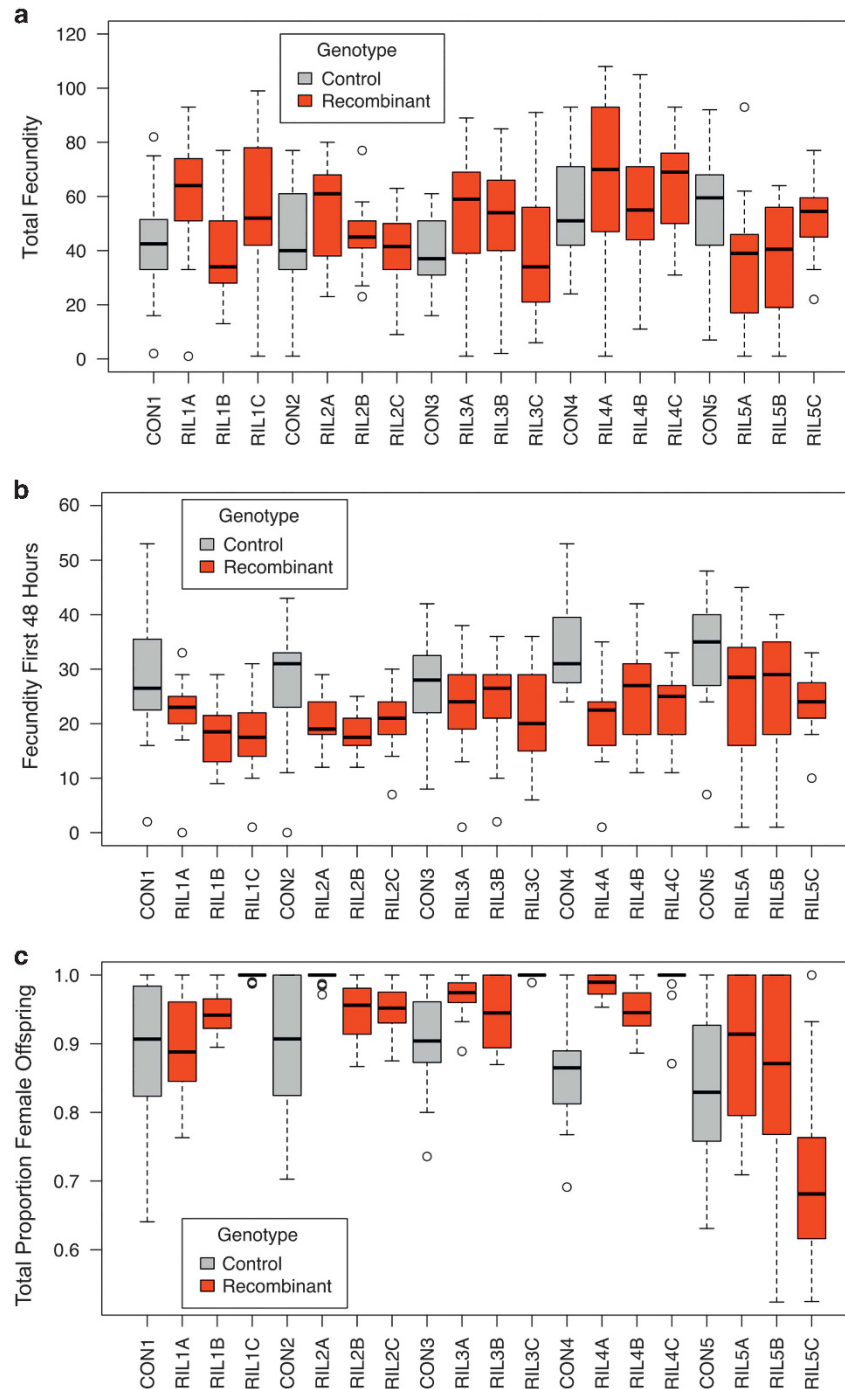 a
Total Fecundity
120
100
80
60
40
20
0
Genotype
Control
Recombinant
CON1
RIL1A
RIL1B
RIL1C
CON2
RIL2A
RIL2B
RIL2C
CON3
RIL3A
RIL3B
RIL3C
CON4
RIL4A
RIL4B
RIL4C
CON5
RIL5A
RIL5B
RIL5C
b
Fecundity First 48 Hours
60
50
40
30
20
10
0
Genotype
Control
Recombinant
CON1
RIL1A
RIL1B
RIL1C
CON2
RIL2A
RIL2B
RIL2C
CON3
RIL3A
RIL3B
RIL3C
CON4
RIL4A
RIL4B
RIL4C
CON5
RIL5A
RIL5B
RIL5C
c
Total Proportion Female Offspring
1.0
0.9
0.8
0.7
0.6
Genotype
Control
Recombinant
CON1
RIL1A
RIL1B
RIL1C
CON2
RIL2A
RIL2B
RIL2C
CON3
RIL3A
RIL3B
RIL3C
CON4
RIL4A
RIL4B
RIL4C
CON5
RIL5A
RIL5B
RIL5C